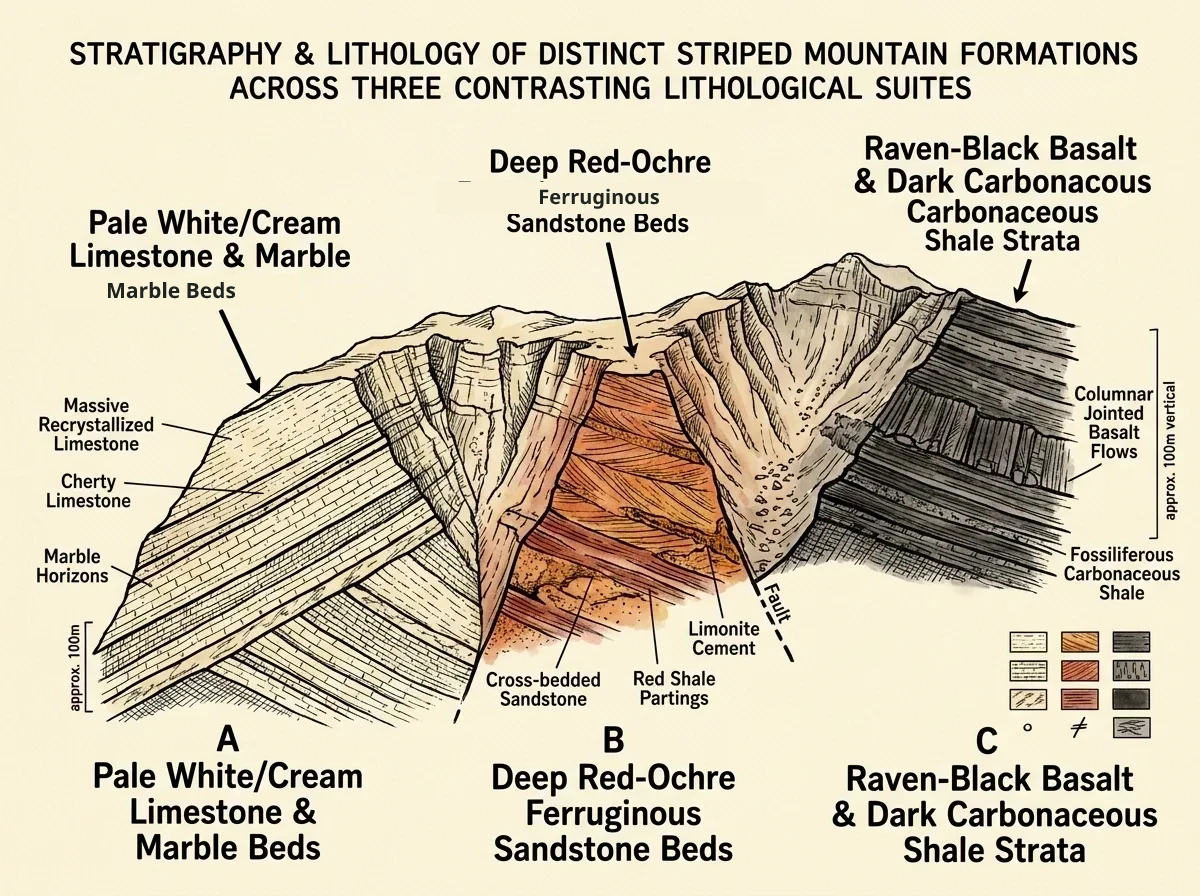 STRATIGRAPHY & LITHOLOGY OF DISTINCT STRIPED MOUNTAIN FORMATIONS
ACROSS THREE CONTRASTING LITHOLOGICAL SUITES
Pale White/Cream
Limestone & Marble
Marble Beds
Deep Red-Ochre
Ferruginous
Sandstone Beds
Raven-Black Basalt
& Dark Carbonacous
Carbonaceous
Shale Strata
Massive
Recrystallized
Limestone
Cherty
Limestone
Marble
Horizons
approx. 100m
Cross-bedded
Sandstone
Red Shale
Partings
Limonite
Cement
Fault
Columnar
Jointed
Basalt
Flows
approx. 100m vertical
Fossiliferous
Carbonaceous
Shale
A
Pale White/Cream
Limestone &
Marble Beds
B
Deep Red-Ochre
Ferruginous
Sandstone Beds
C
Raven-Black Basalt
& Dark Carbonaceous
Shale Strata